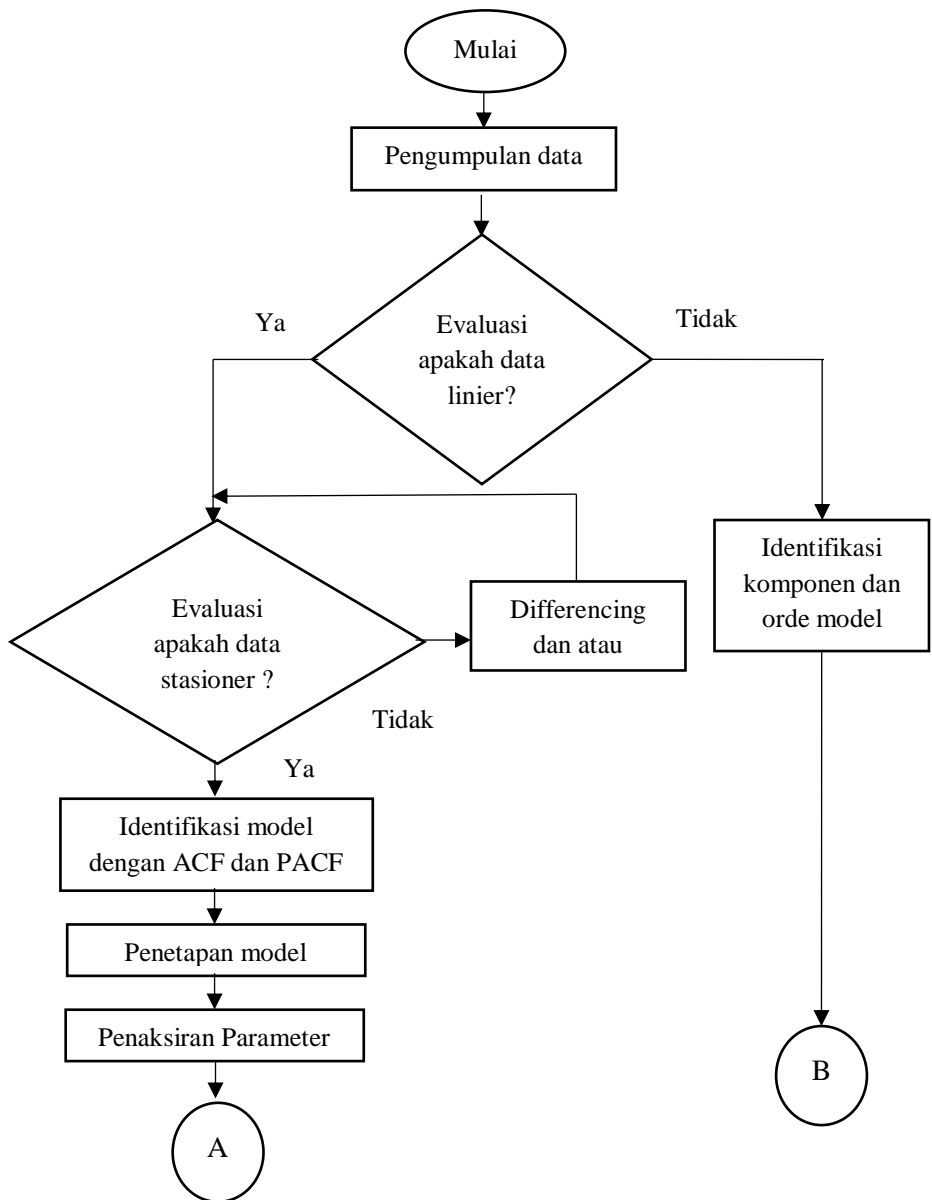 Mulai
Pengumpulan data
Ya
Tidak
Evaluasi
apakah data
linier?
Identifikasi
komponen dan
orde model
Evaluasi
apakah data
stasioner ?
Differencing
dan atau
Tidak
Ya
Identifikasi model
dengan ACF dan PACF
Penetapan model
Penaksiran Parameter
B
A